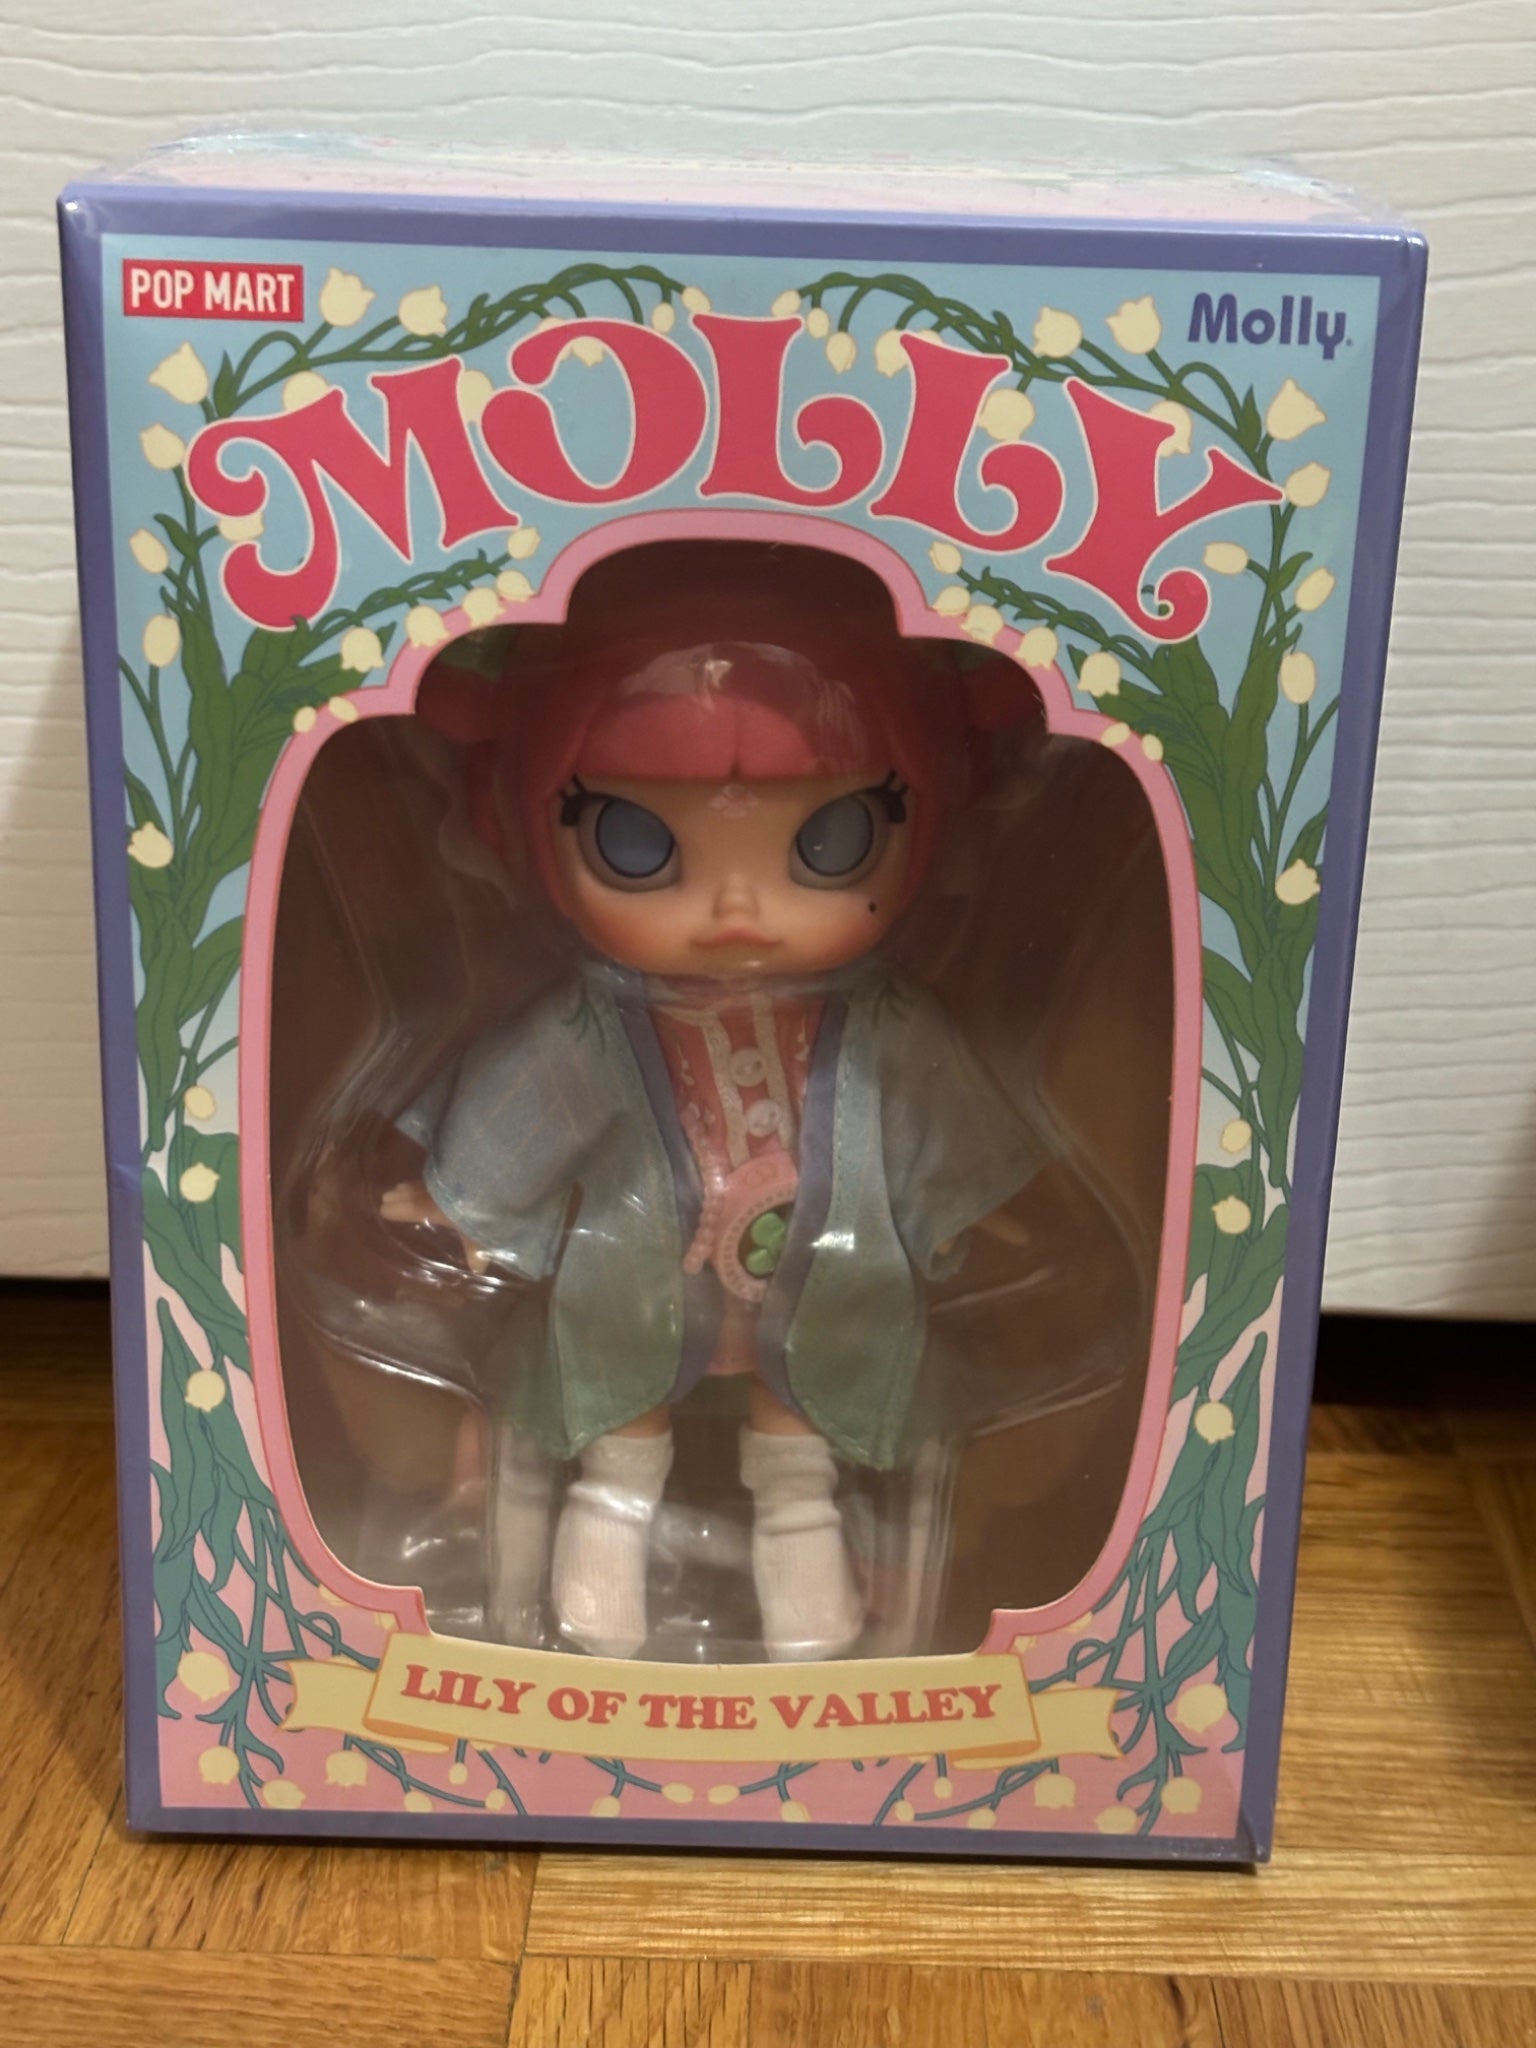 POP MART
Molly.
MOLLY
LILY OF THE VALLEY